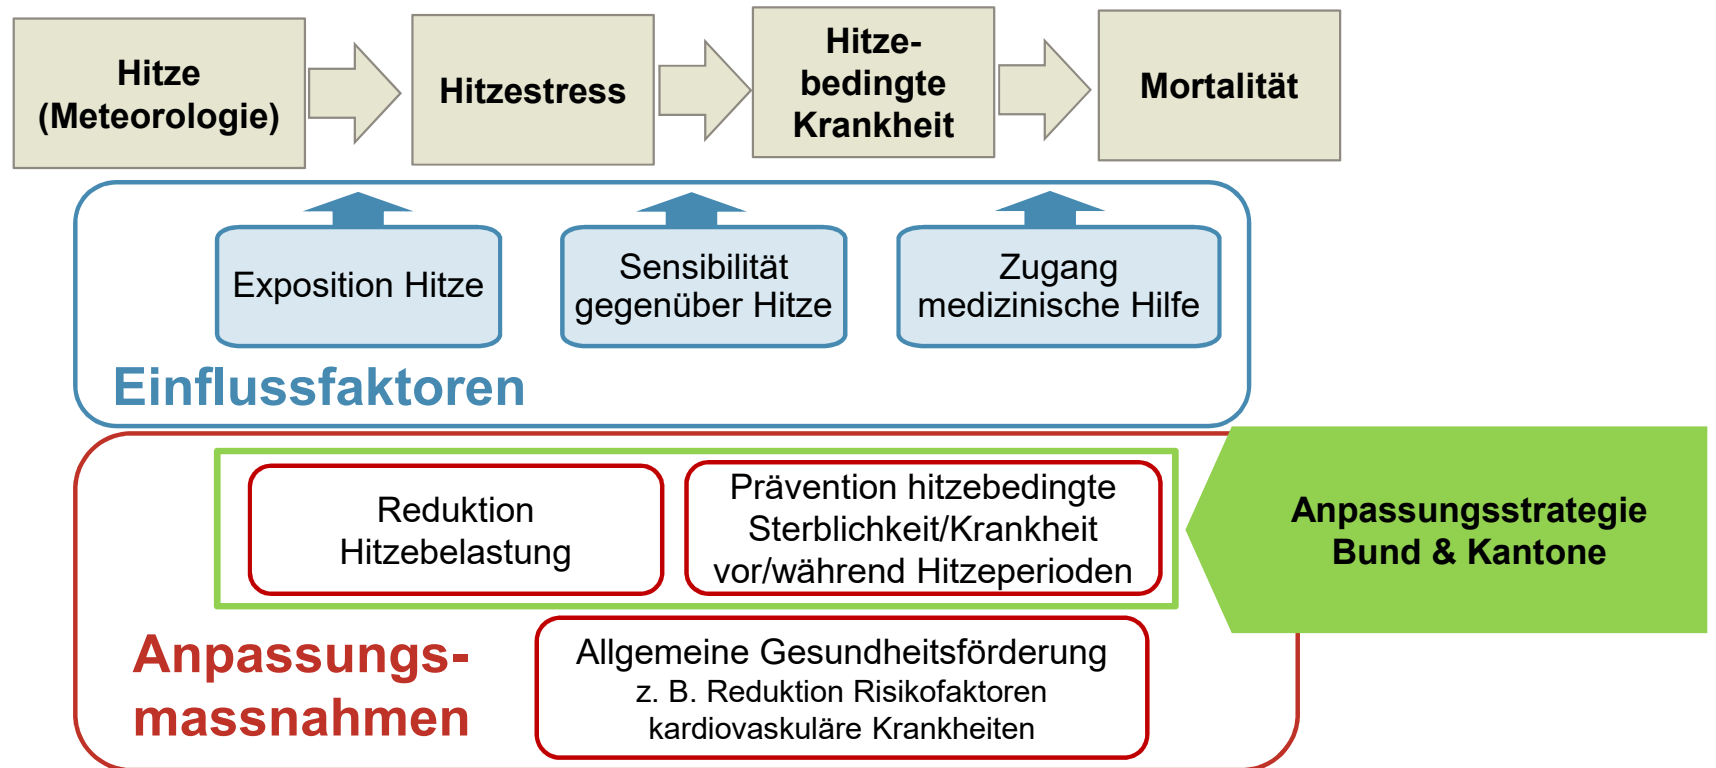 Hitze
(Meteorologie)
Hitzestress
Hitze-
bedingte
Krankheit
Mortalität
Exposition Hitze
Sensibilität
gegenüber Hitze
Zugang
medizinische Hilfe
Einflussfaktoren
Reduktion
Hitzebelastung
Prävention hitzebedingte
Sterblichkeit/Krankheit
vor/während Hitzeperioden
Anpassungsstrategie
Bund & Kantone
Anpassungs-
massnahmen
Allgemeine Gesundheitsförderung
z. B. Reduktion Risikofaktoren
kardiovaskuläre Krankheiten